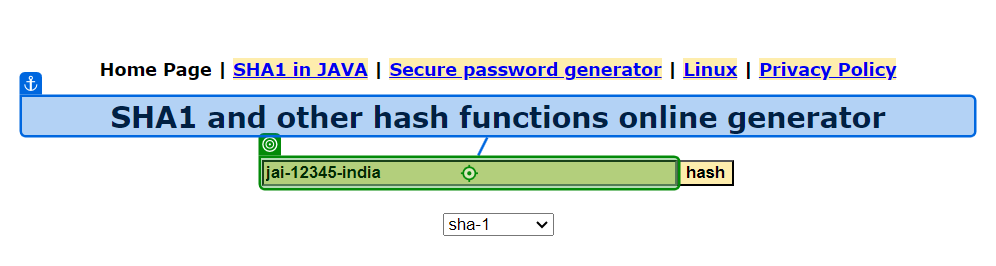 Home Page | SHA1 in JAVA | Secure password generator | Linux | Privacy Policy
SHA1 and other hash functions online generator
jai-12345-india hash
sha-1